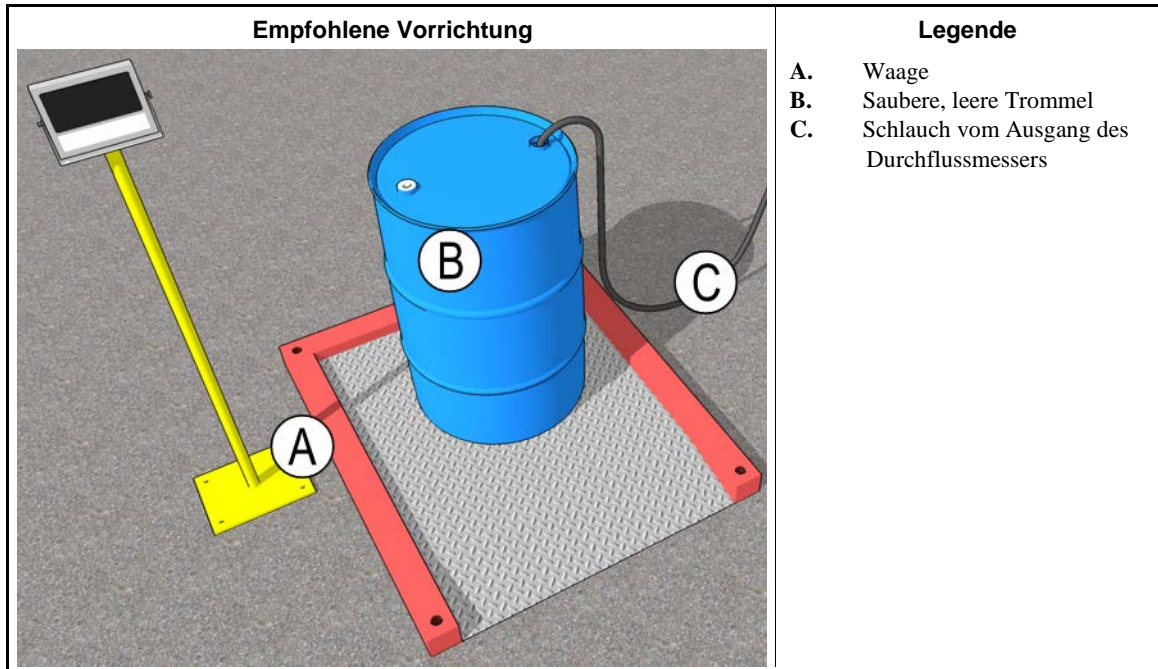 Empfohlene Vorrichtung
B
C
A
Legende
A. Waage
B. Saubere, leere Trommel
C. Schlauch vom Ausgang des
Durchflussmessers